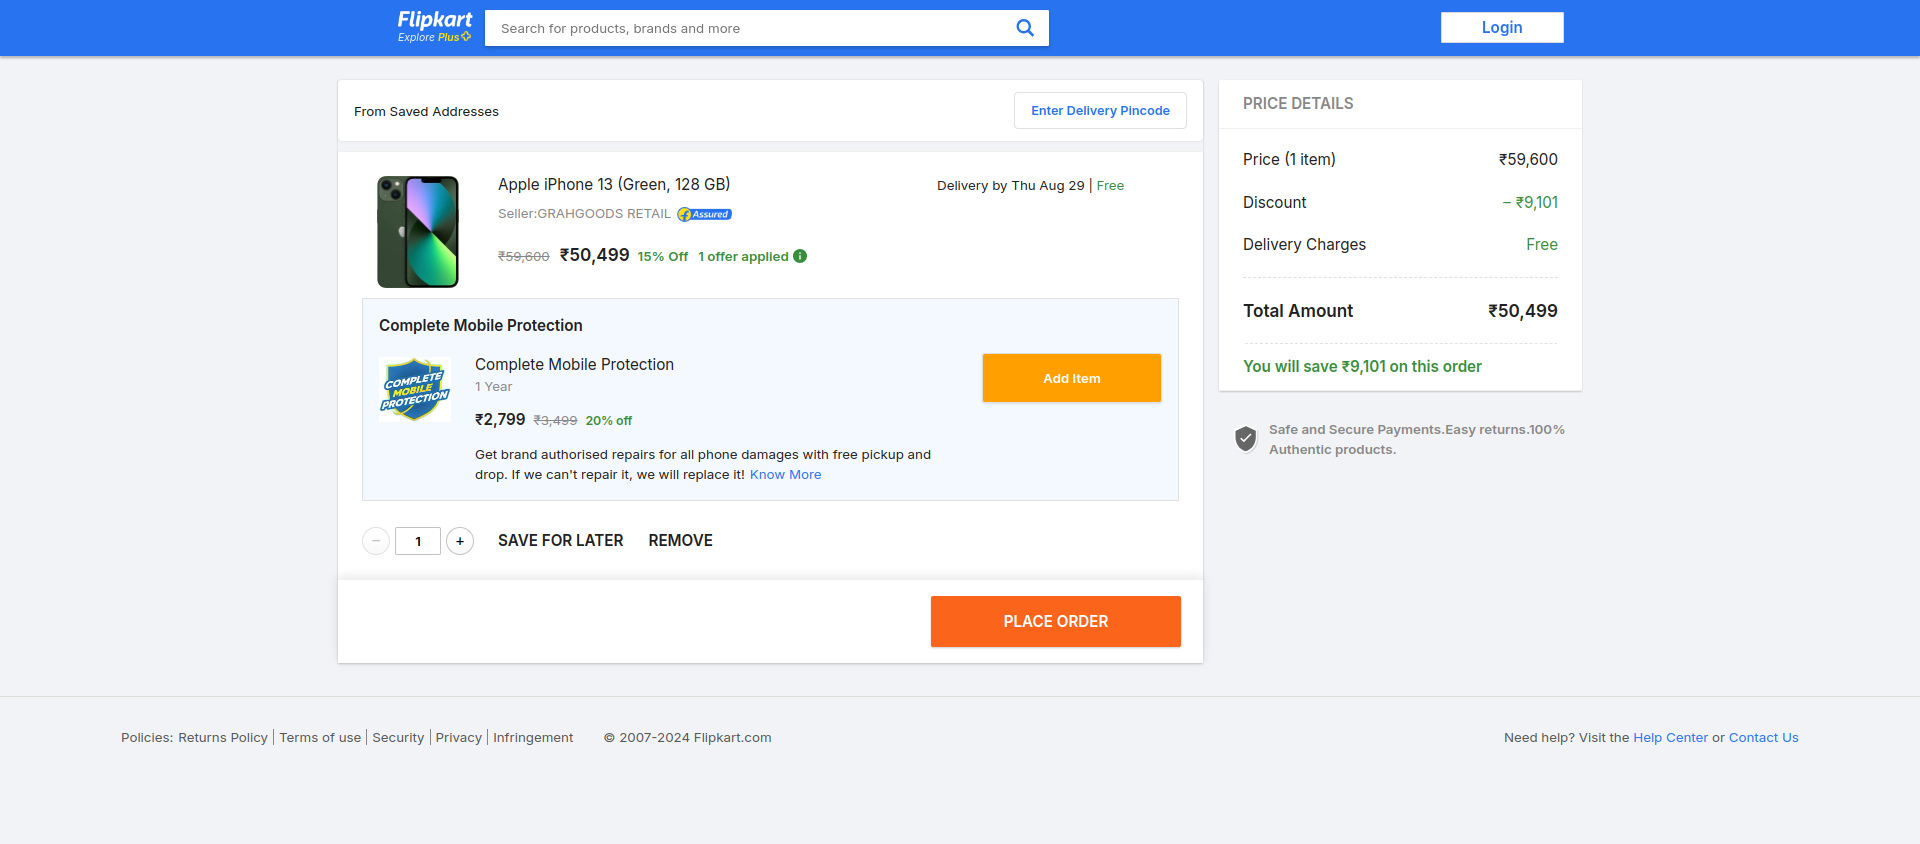 Flipkart
Explore Plus
Search for products, brands and more
Login
From Saved Addresses
Enter Delivery Pincode
Apple iPhone 13 (Green, 128 GB)
Delivery by Thu Aug 29 | Free
Seller:GRAHGOODS RETAIL
f Assured
₹59,600 ₹50,499 15% Off 1 offer applied
Complete Mobile Protection
COMPLETE
MOBILE
PROTECTION
Complete Mobile Protection
1 Year
₹2,799 ₹3,499 20% off
Add Item
Get brand authorised repairs for all phone damages with free pickup and
drop. If we can't repair it, we will replace it! Know More
− 1 + SAVE FOR LATER REMOVE
PLACE ORDER
PRICE DETAILS
Price (1 item) ₹59,600
Discount − ₹9,101
Delivery Charges Free
Total Amount ₹50,499
You will save ₹9,101 on this order
Safe and Secure Payments.Easy returns.100%
Authentic products.
Policies: Returns Policy | Terms of use | Security | Privacy | Infringement © 2007-2024 Flipkart.com
Need help? Visit the Help Center or Contact Us